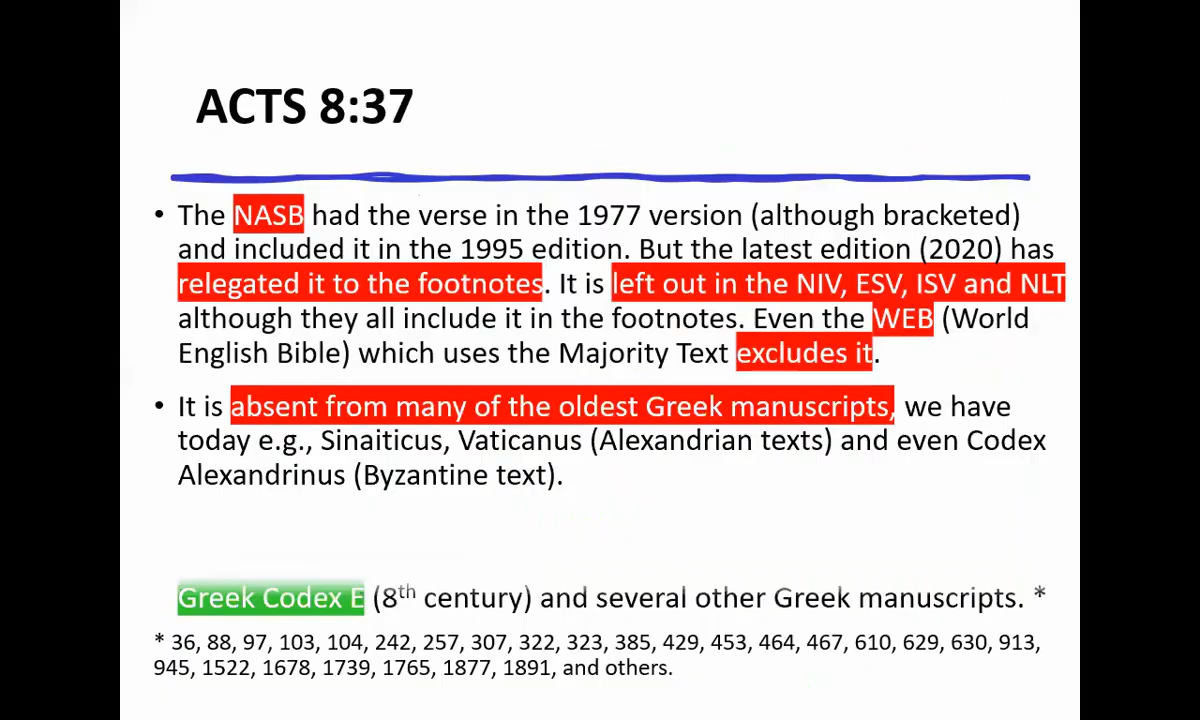 ACTS 8:37
• The NASB had the verse in the 1977 version (although bracketed)
and included it in the 1995 edition. But the latest edition (2020) has
relegated it to the footnotes. It is left out in the NIV, ESV, ISV and NLT
although they all include it in the footnotes. Even the WEB (World
English Bible) which uses the Majority Text excludes it.
• It is absent from many of the oldest Greek manuscripts, we have
today e.g., Sinaiticus, Vaticanus (Alexandrian texts) and even Codex
Alexandrinus (Byzantine text).
Greek Codex E (8th century) and several other Greek manuscripts. *
* 36, 88, 97, 103, 104, 242, 257, 307, 322, 323, 385, 429, 453, 464, 467, 610, 629, 630, 913,
945, 1522, 1678, 1739, 1765, 1877, 1891, and others.